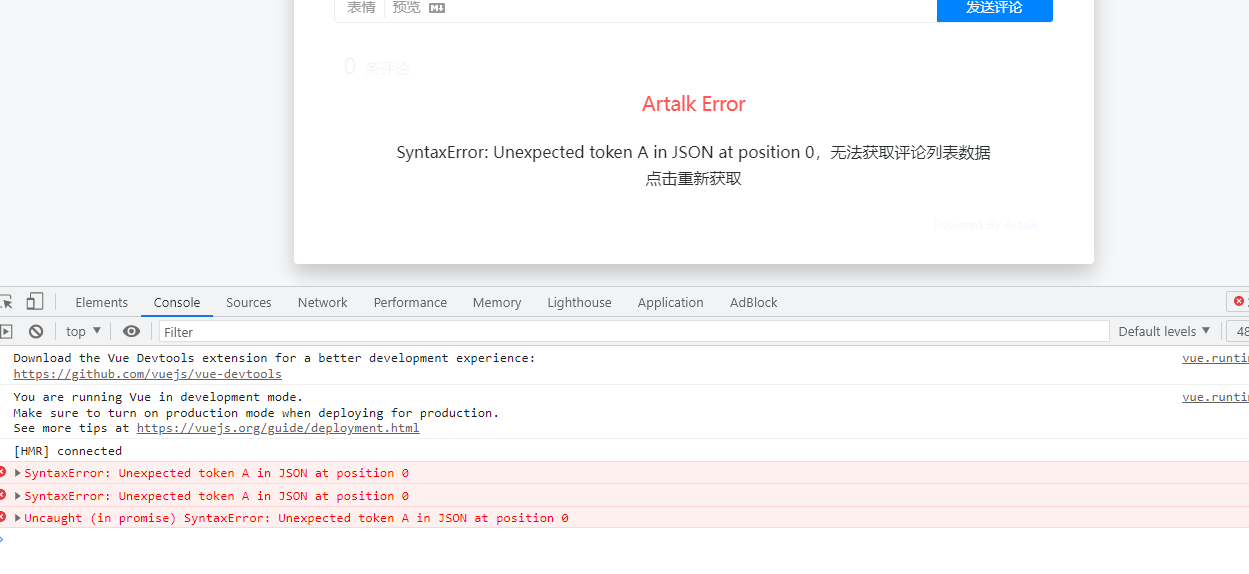 表情 预览 发送评论
0 条评论
Artalk Error
SyntaxError: Unexpected token A in JSON at position 0，无法获取评论列表数据
点击重新获取
Powered By Artalk
Elements Console Sources Network Performance Memory Lighthouse Application AdBlock
top Filter Default levels 48
Download the Vue Devtools extension for a better development experience: vue.runti
https://github.com/vuejs/vue-devtools
You are running Vue in development mode. vue.runti
Make sure to turn on production mode when deploying for production.
See more tips at https://vuejs.org/guide/deployment.html
[HMR] connected
SyntaxError: Unexpected token A in JSON at position 0
SyntaxError: Unexpected token A in JSON at position 0
Uncaught (in promise) SyntaxError: Unexpected token A in JSON at position 0